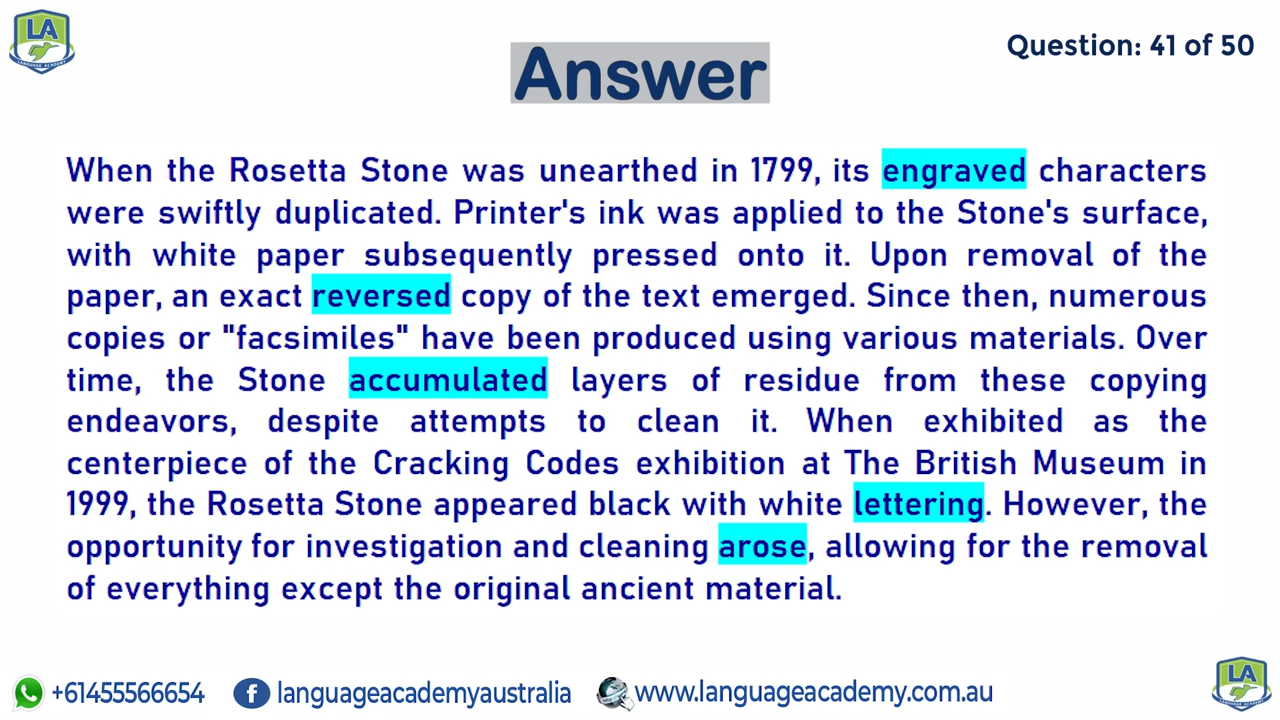 LA
LANGUAGE ACADEMY
Question: 41 of 50
Answer
When the Rosetta Stone was unearthed in 1799, its engraved characters
were swiftly duplicated. Printer's ink was applied to the Stone's surface,
with white paper subsequently pressed onto it. Upon removal of the
paper, an exact reversed copy of the text emerged. Since then, numerous
copies or "facsimiles" have been produced using various materials. Over
time, the Stone accumulated layers of residue from these copying
endeavors, despite attempts to clean it. When exhibited as the
centerpiece of the Cracking Codes exhibition at The British Museum in
1999, the Rosetta Stone appeared black with white lettering. However, the
opportunity for investigation and cleaning arose, allowing for the removal
of everything except the original ancient material.
+61455566654 languageacademyaustralia www.languageacademy.com.au
LA
LANGUAGE ACADEMY